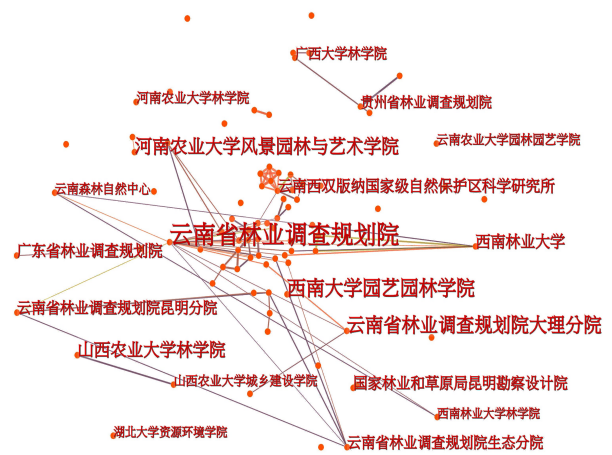 广西大学林学院
河南农业大学林学院
贵州省林业调查规划院
云南农业大学园林园艺学院
河南农业大学风景园林与艺术学院
云南森林自然中心
云南西双版纳国家级自然保护区科学研究所
云南省林业调查规划院
西南林业大学
广东省林业调查规划院
西南大学园艺园林学院
云南省林业调查规划院昆明分院
云南省林业调查规划院大理分院
山西农业大学林学院
山西农业大学城乡建设学院
国家林业和草原局昆明勘察设计院
西南林业大学林学院
湖北大学资源环境学院
云南省林业调查规划院生态分院